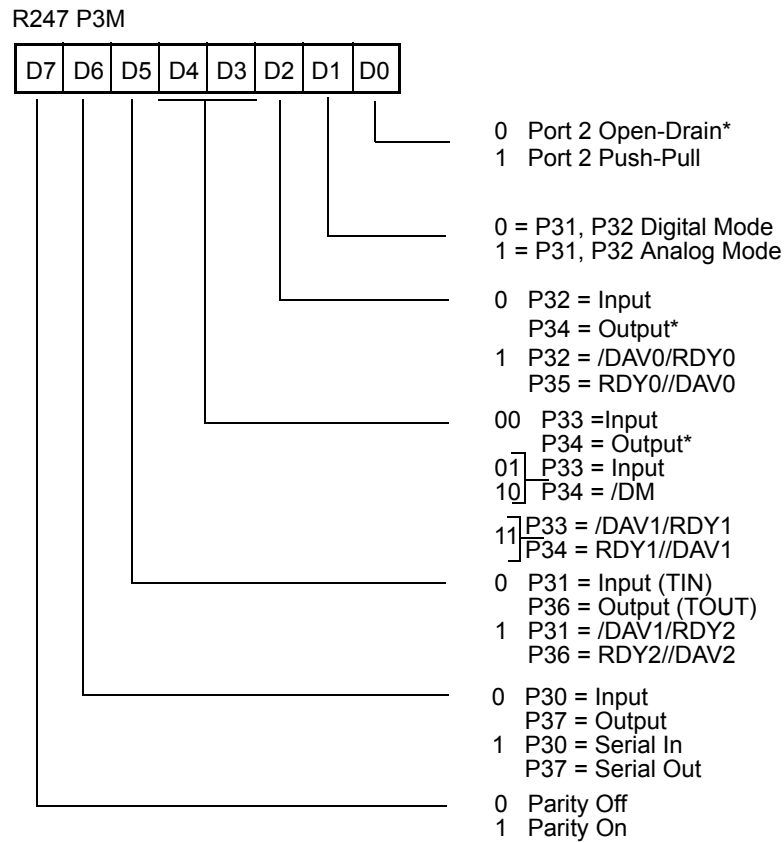 R247 P3M
D7 D6 D5 D4 D3 D2 D1 D0
0 Port 2 Open-Drain*
1 Port 2 Push-Pull
0 = P31, P32 Digital Mode
1 = P31, P32 Analog Mode
0 P32 = Input
P34 = Output*
1 P32 = /DAV0/RDY0
P35 = RDY0//DAV0
00 P33 =Input
P34 = Output*
01 P33 = Input
10 P34 = /DM
11 P33 = /DAV1/RDY1
P34 = RDY1//DAV1
0 P31 = Input (TIN)
P36 = Output (TOUT)
1 P31 = /DAV1/RDY2
P36 = RDY2//DAV2
0 P30 = Input
P37 = Output
1 P30 = Serial In
P37 = Serial Out
0 Parity Off
1 Parity On